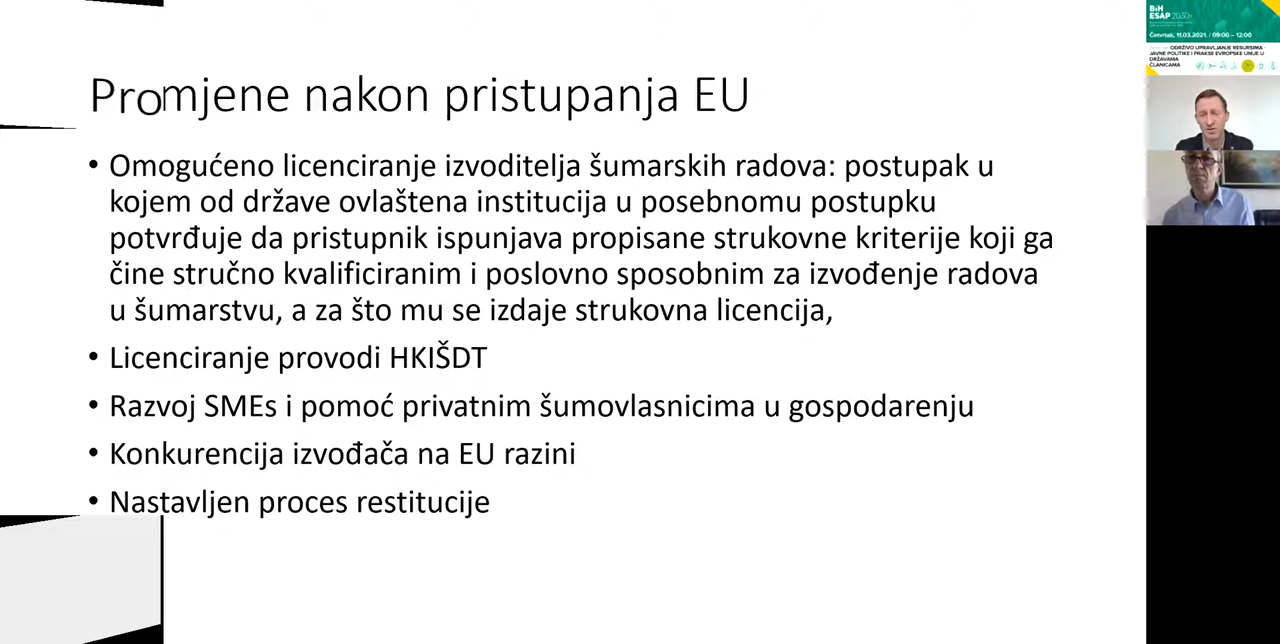 Promjene nakon pristupanja EU
• Omogućeno licenciranje izvoditelja šumarskih radova: postupak u
kojem od države ovlaštena institucija u posebnomu postupku
potvrđuje da pristupnik ispunjava propisane strukovne kriterije koji ga
čine stručno kvalificiranim i poslovno sposobnim za izvođenje radova
u šumarstvu, a za što mu se izdaje strukovna licencija,
• Licenciranje provodi HKIŠDT
• Razvoj SMEs i pomoć privatnim šumovlasnicima u gospodarenju
• Konkurencija izvođača na EU razini
• Nastavljen proces restitucije
BiH
ESAP 2030+
Četvrtak, 11.03.2021. / 09:00 – 12:00
ODRŽIVO UPRAVLJANJE RESURSIMA -
JAVNE POLITIKE I PRAKSE EVROPSKE UNIJE U
DRŽAVAMA
ČLANICAMA